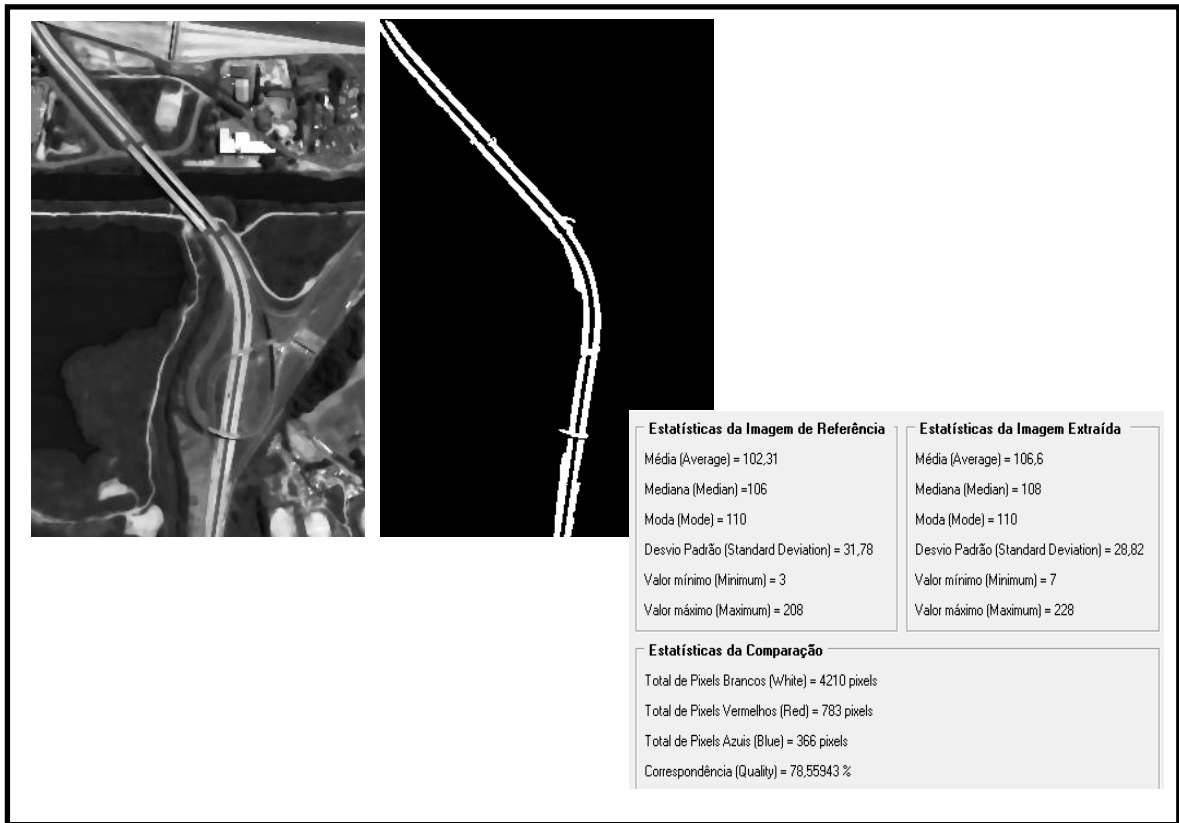 Estatísticas da Imagem de Referência
Média (Average) = 102,31
Mediana (Median) =106
Moda (Mode) = 110
Desvio Padrão (Standard Deviation) = 31,78
Valor mínimo (Minimum) = 3
Valor máximo (Maximum) = 208
Estatísticas da Imagem Extraída
Média (Average) = 106,6
Mediana (Median) = 108
Moda (Mode) = 110
Desvio Padrão (Standard Deviation) = 28,82
Valor mínimo (Minimum) = 7
Valor máximo (Maximum) = 228
Estatísticas da Comparação
Total de Pixels Brancos (White) = 4210 pixels
Total de Pixels Vermelhos (Red) = 783 pixels
Total de Pixels Azuis (Blue) = 366 pixels
Correspondência (Quality) = 78,55943 %